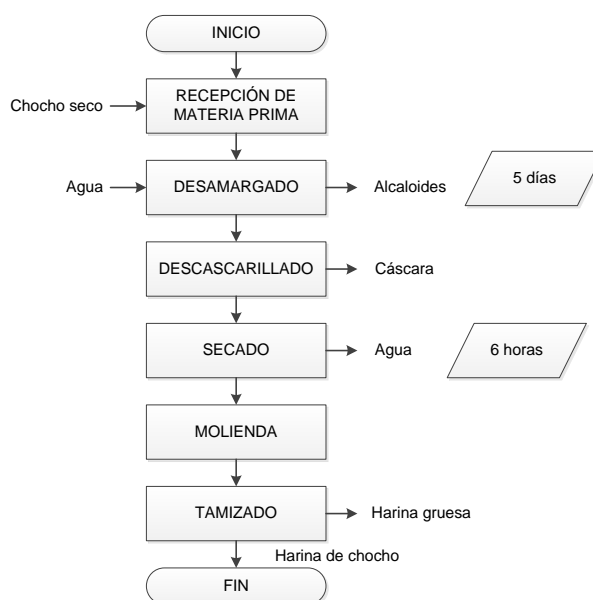 INICIO
Chocho seco
RECEPCIÓN DE
MATERIA PRIMA
Agua
DESAMARGADO
Alcaloides
5 días
DESCASCARILLADO
Cáscara
SECADO
Agua
6 horas
MOLIENDA
TAMIZADO
Harina gruesa
Harina de chocho
FIN